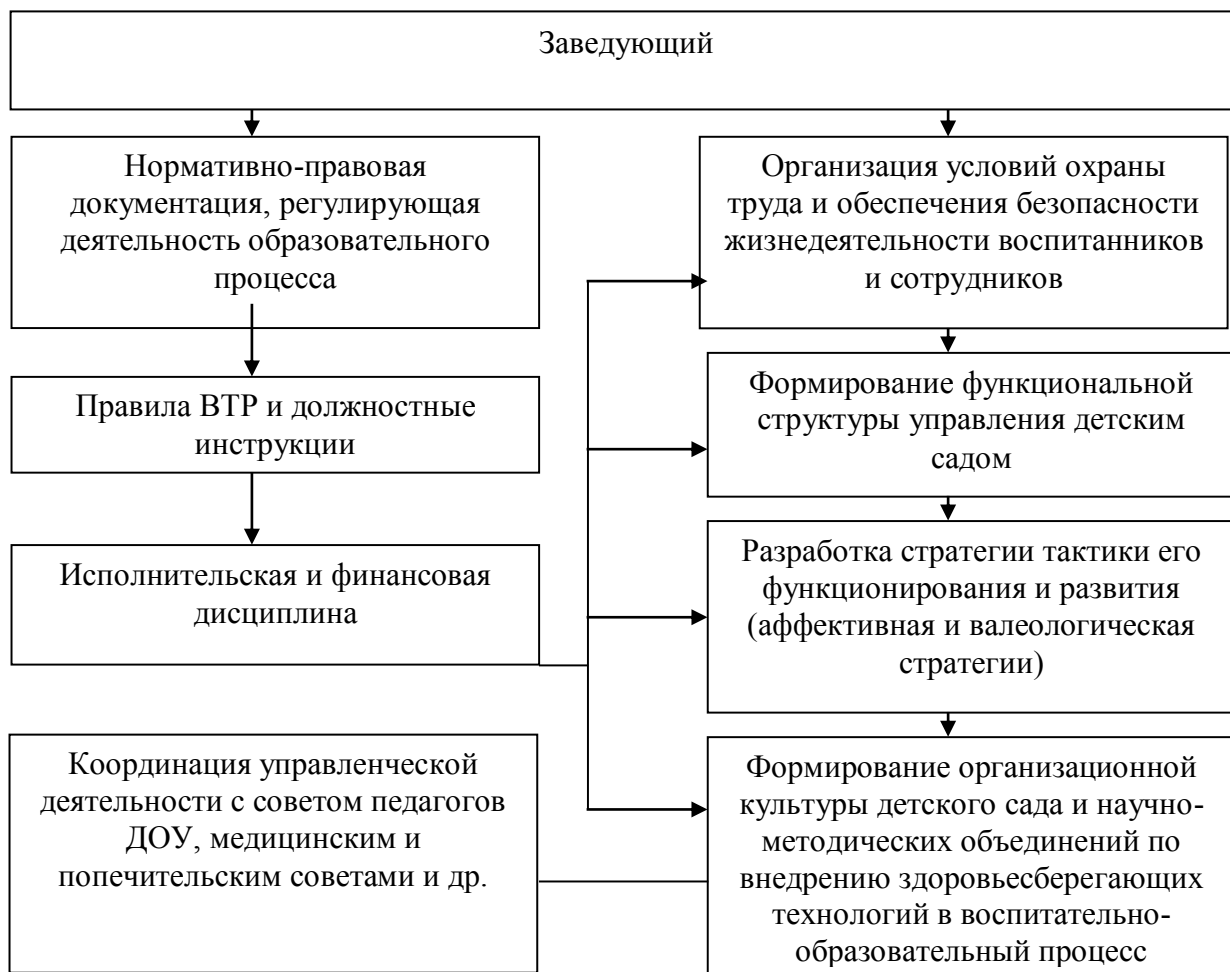 Заведующий
Нормативно-правовая
документация, регулирующая
деятельность образовательного
процесса
Правила ВТР и должностные
инструкции
Исполнительская и финансовая
дисциплина
Координация управленческой
деятельности с советом педагогов
ДОУ, медицинским и
попечительским советами и др.
Организация условий охраны
труда и обеспечения безопасности
жизнедеятельности воспитанников
и сотрудников
Формирование функциональной
структуры управления детским
садом
Разработка стратегии тактики его
функционирования и развития
(аффективная и валеологическая
стратегии)
Формирование организационной
культуры детского сада и научно-
методических объединений по
внедрению здоровьесберегающих
технологий в воспитательно-
образовательный процесс